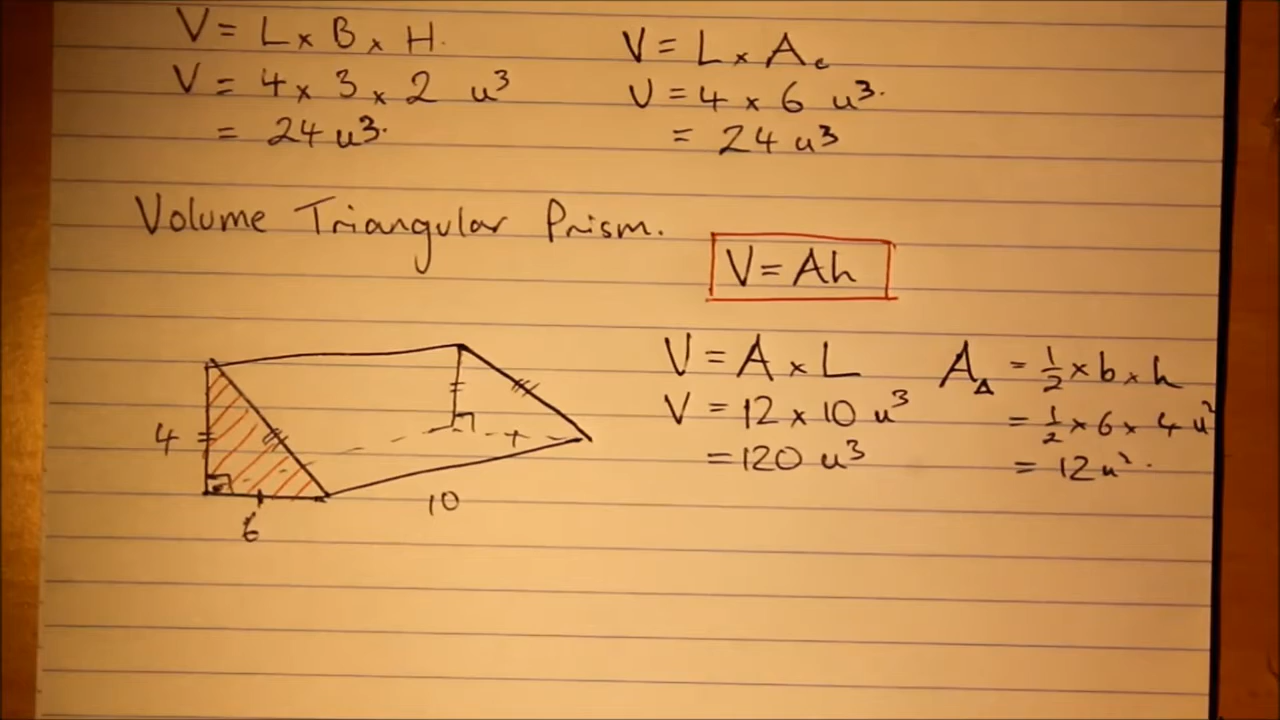 V = L x B x H.
V = 4 x 3 x 2 u³
= 24 u³.
V = L x Ac
V = 4 x 6 u³.
= 24 u³
Volume Triangular Prism.
V = Ah
V = A x L
V = 12 x 10 u³
= 120 u³
A△ = ½ x b x h
= ½ x 6 x 4 u²
= 12 u².
4
6
10